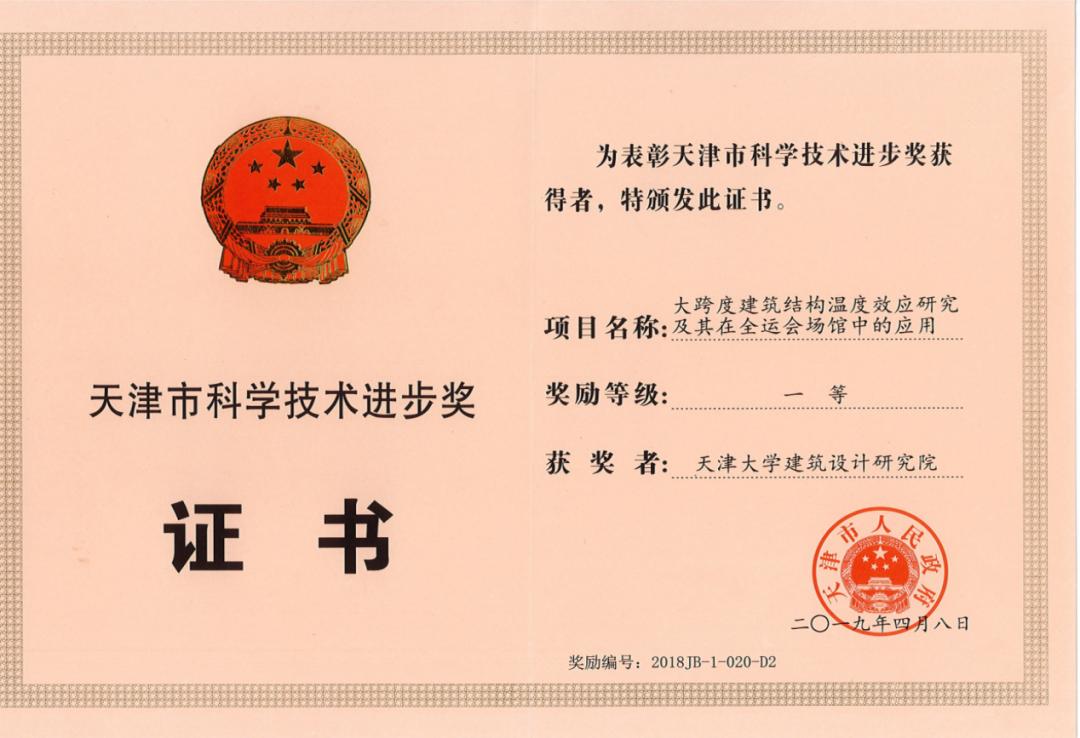 天津市科学技术进步奖
证 书
为表彰天津市科学技术进步奖获
得者，特颁发此证书。
项目名称:大跨度建筑结构温度效应研究
及其在全运会场馆中的应用
奖励等级: 一 等
获 奖 者: 天津大学建筑设计研究院
天津市人民政府
二〇一九年四月八日
奖励编号：2018JB-1-020-D2